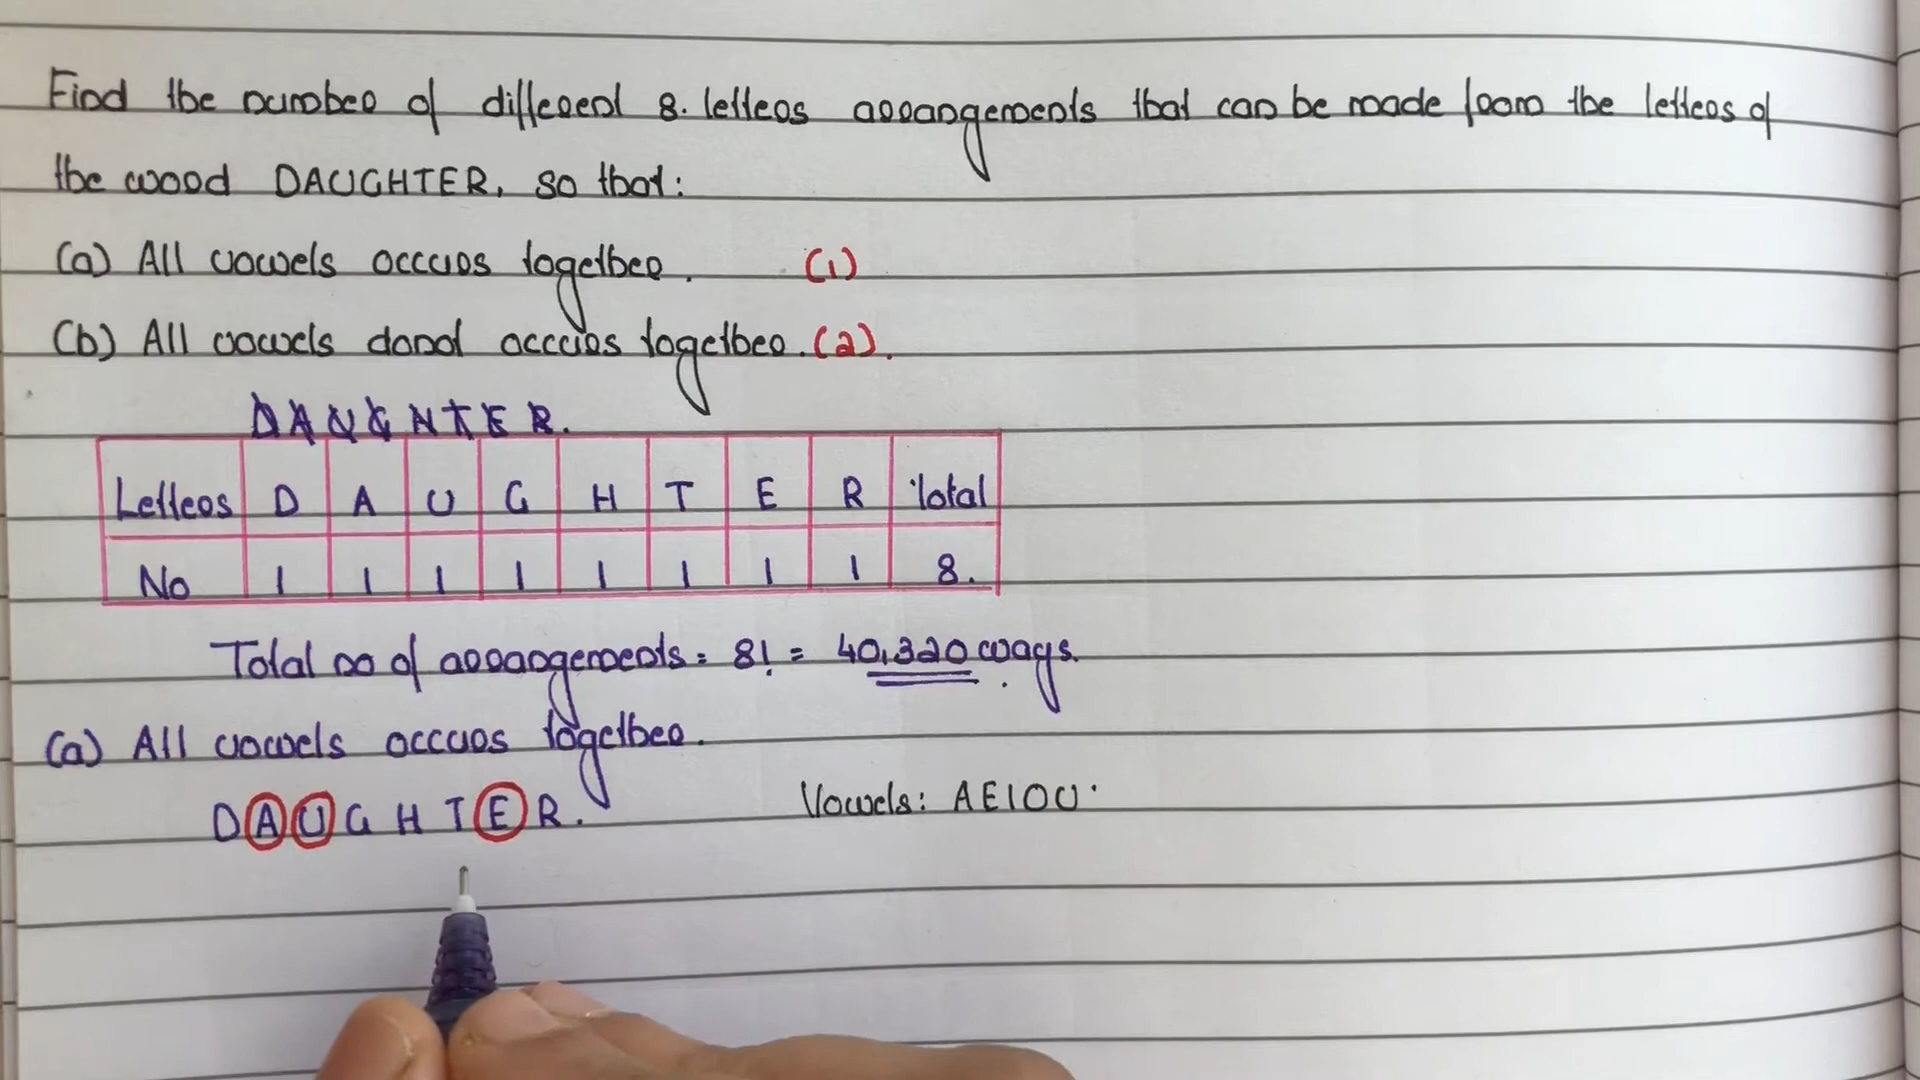 Find the number of different 8. letters arrangements that can be made from the letters of
the word DAUGHTER, so that:
(a) All vowels occurs together. (1)
(b) All vowels donot occurs together. (2).
D A U G H T E R.
Letters D A U G H T E R Total
No 1 1 1 1 1 1 1 1 8.
Total no of arrangements = 8! = 40,320 ways.
(a) All vowels occurs together.
D A U G H T E R. Vowels: AEIOU.